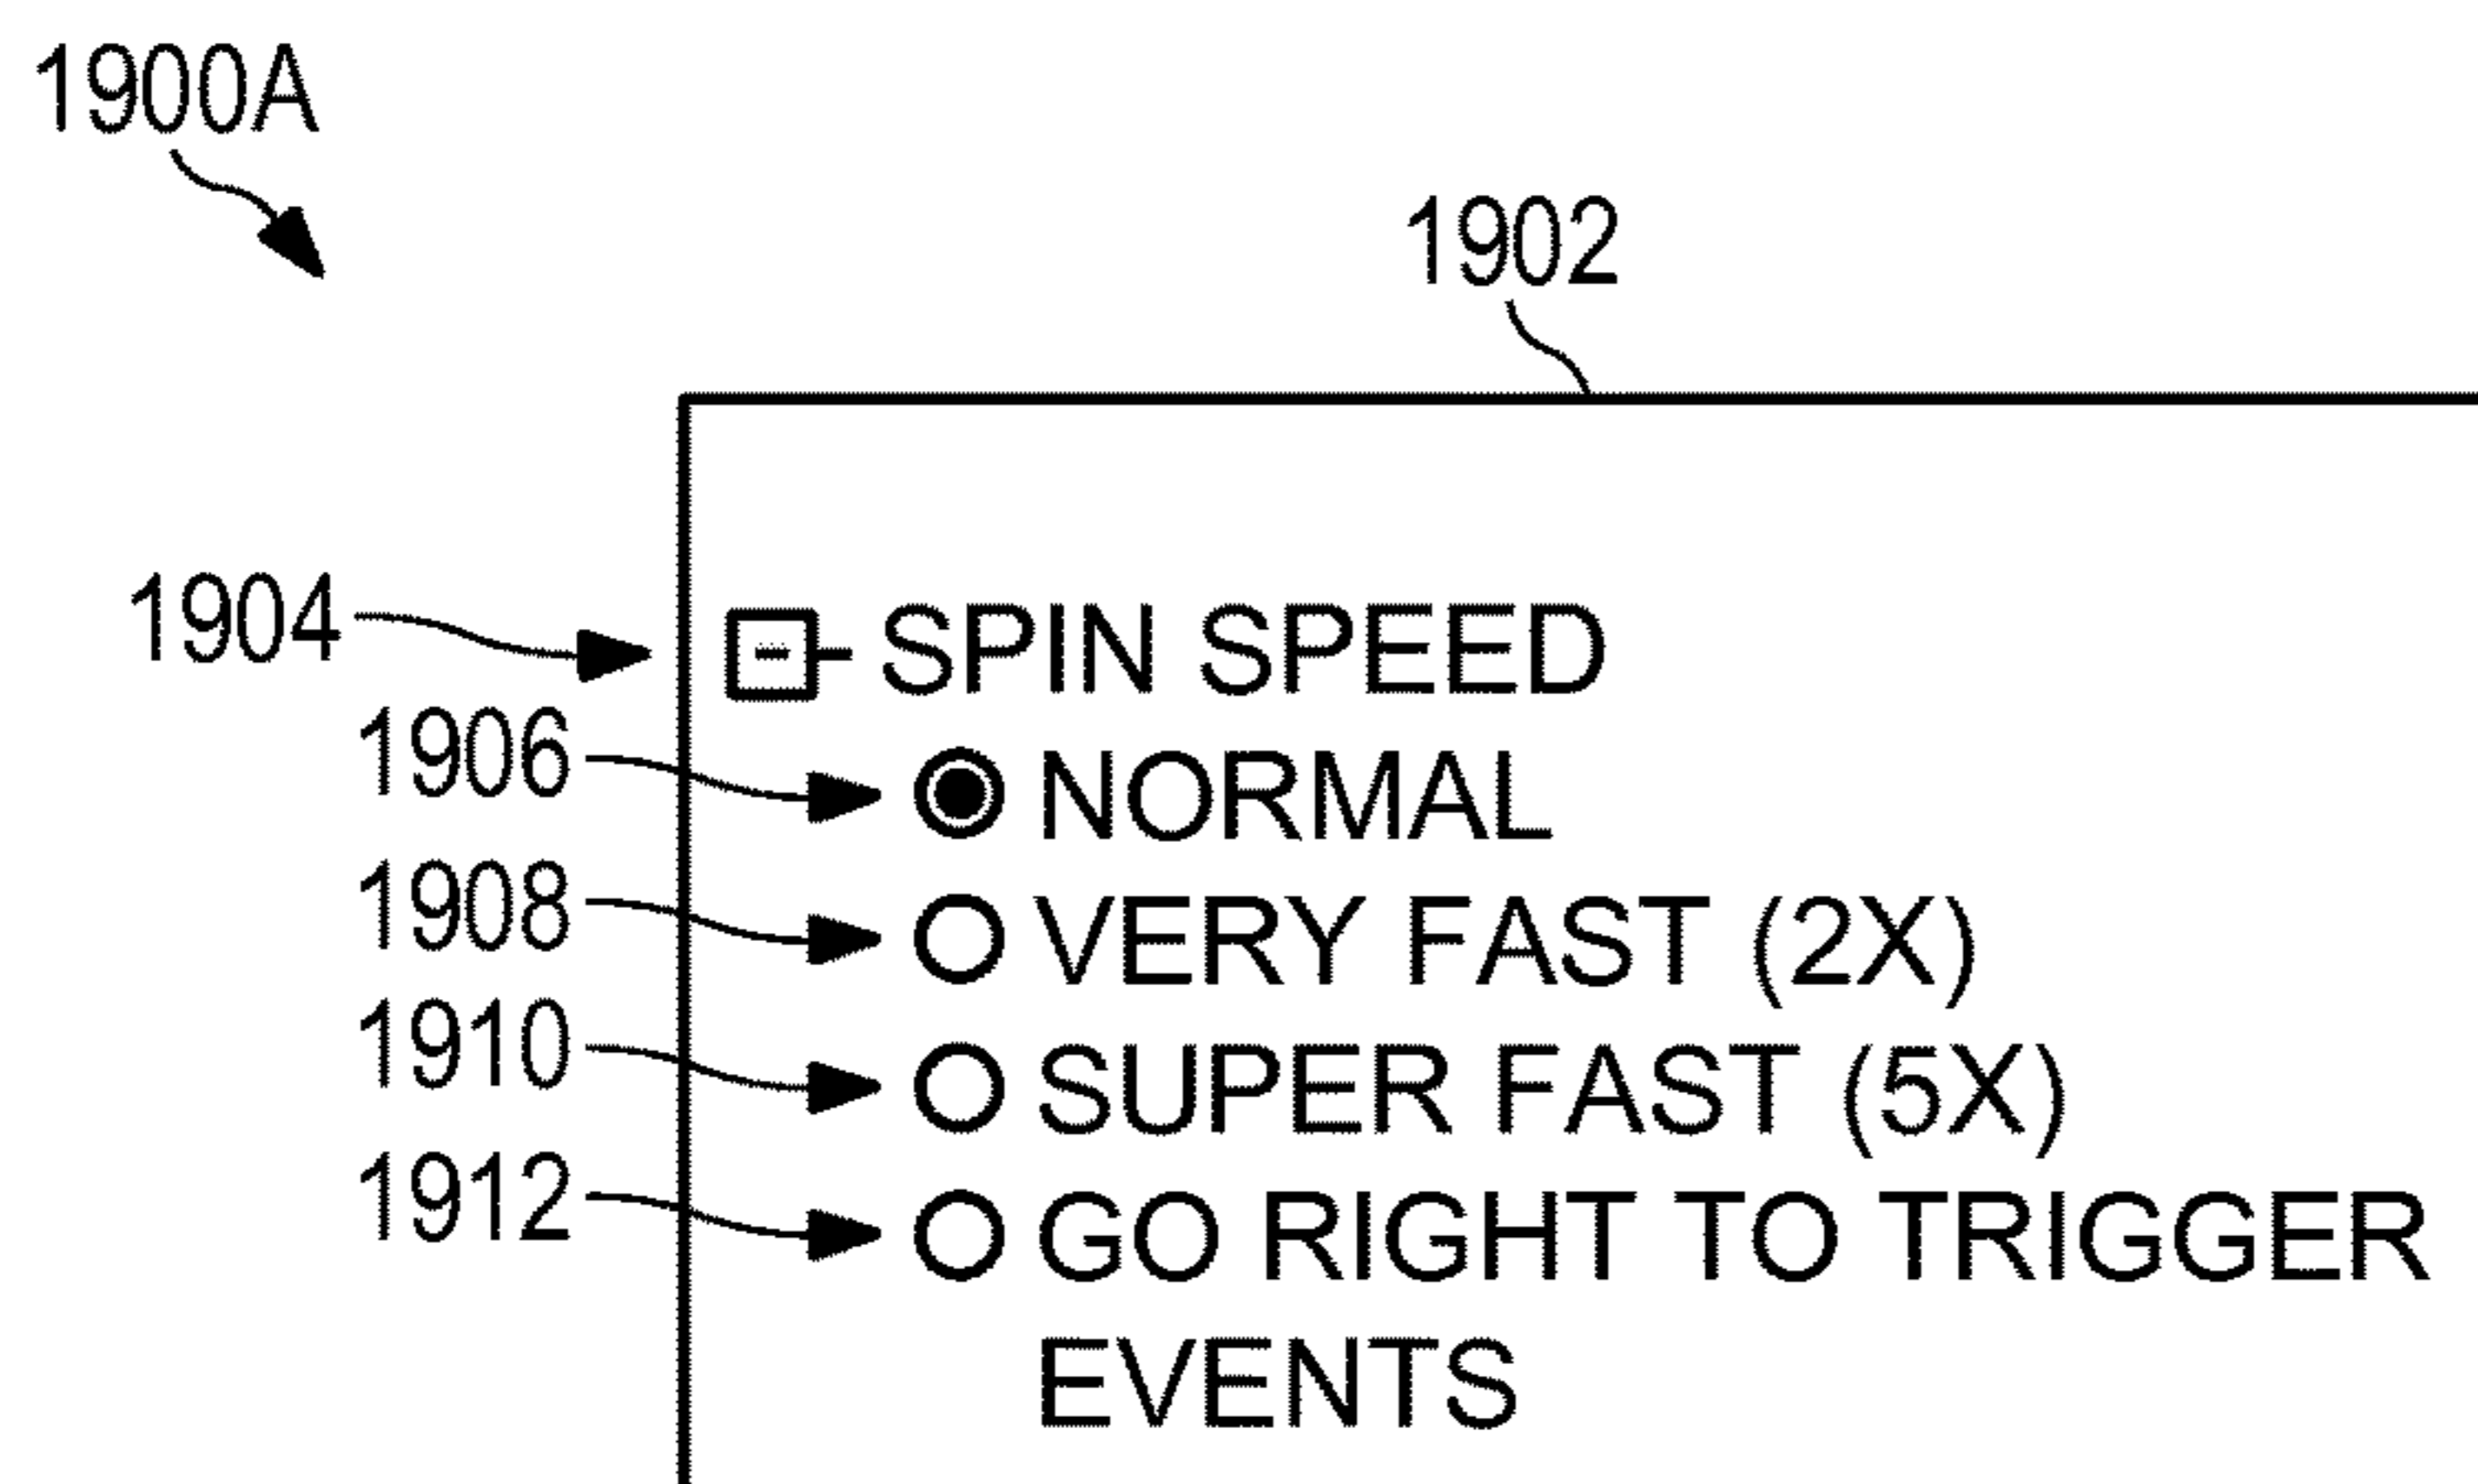 1900A
1902
1904 SPIN SPEED
1906 NORMAL
1908 VERY FAST (2X)
1910 SUPER FAST (5X)
1912 GO RIGHT TO TRIGGER
EVENTS